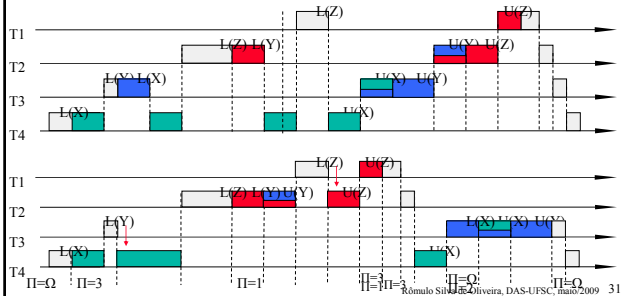 L(Z) U(Z)
T1
L(Z) L(Y) U(Y) U(Z)
T2
L(Y) L(X) U(X) U(Y)
T3
L(X) U(X)
T4
L(Z) U(Z)
T1
L(Z) L(Y) U(Y) U(Z)
T2
L(Y) L(X) U(X) U(Y)
T3
L(X) U(X)
T4
Π=Ω Π=3 Π=1 Π=3 Π=1 Π=3 Π=Ω Π=2 Π=Ω
Rômulo Silva de Oliveira, DAS-UFSC, maio/2009 31